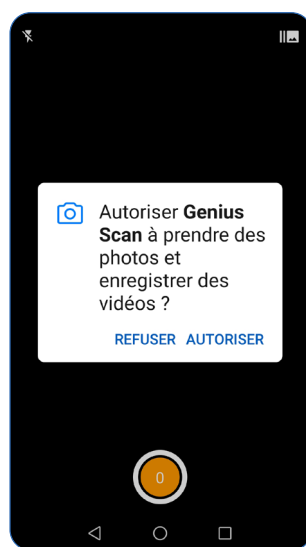 Autoriser Genius
Scan à prendre des
photos et
enregistrer des
vidéos ?
REFUSER AUTORISER
0